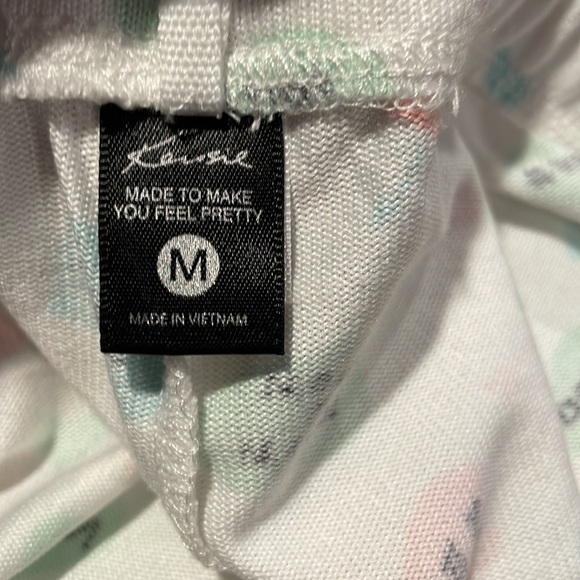 Kensie
MADE TO MAKE
YOU FEEL PRETTY
M
MADE IN VIETNAM